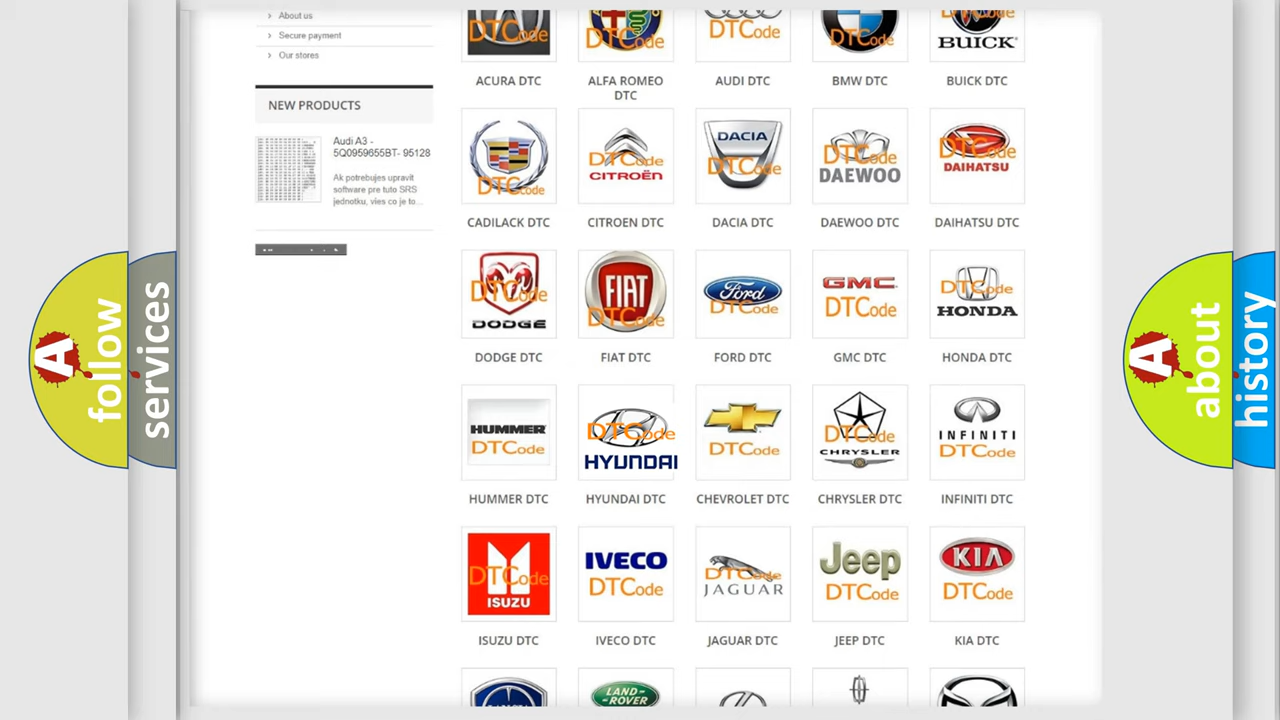 About us
Secure payment
Our stores
NEW PRODUCTS
Audi A3 -
5Q0959655BT- 95128
Ak potrebujes upravit
software pre tuto SRS
jednotku, vies co je to...
DTCode
DTCode
DTCode
DTCode
BUICK
ACURA DTC
ALFA ROMEO
DTC
AUDI DTC
BMW DTC
BUICK DTC
DTCode
DTCode
CITROËN
DACIA
DTCode
DTCode
DAEWOO
DTCode
DAIHATSU
CADILACK DTC
CITROEN DTC
DACIA DTC
DAEWOO DTC
DAIHATSU DTC
DTCode
DODGE
FIAT
DTCode
Ford
DTCode
GMC
DTCode
DTCode
HONDA
DODGE DTC
FIAT DTC
FORD DTC
GMC DTC
HONDA DTC
HUMMER
DTCode
DTCode
HYUNDAI
DTCode
DTCode
CHRYSLER
INFINITI
DTCode
HUMMER DTC
HYUNDAI DTC
CHEVROLET DTC
CHRYSLER DTC
INFINITI DTC
DTCode
ISUZU
IVECO
DTCode
DTCode
JAGUAR
Jeep
DTCode
KIA
DTCode
ISUZU DTC
IVECO DTC
JAGUAR DTC
JEEP DTC
KIA DTC
LAND-
ROVER
A
follow
services
A
about
history